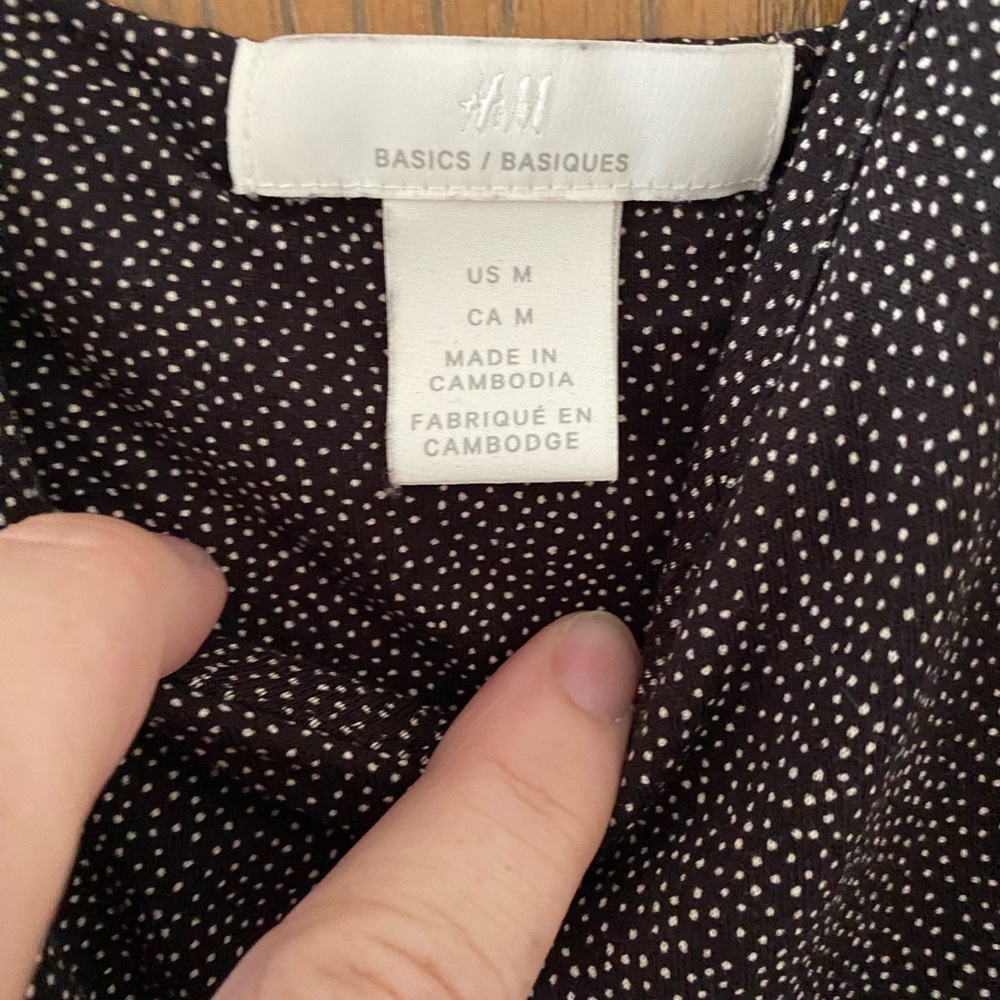 H&M
BASICS / BASIQUES
US M
CA M
MADE IN
CAMBODIA
FABRIQUÉ EN
CAMBODGE